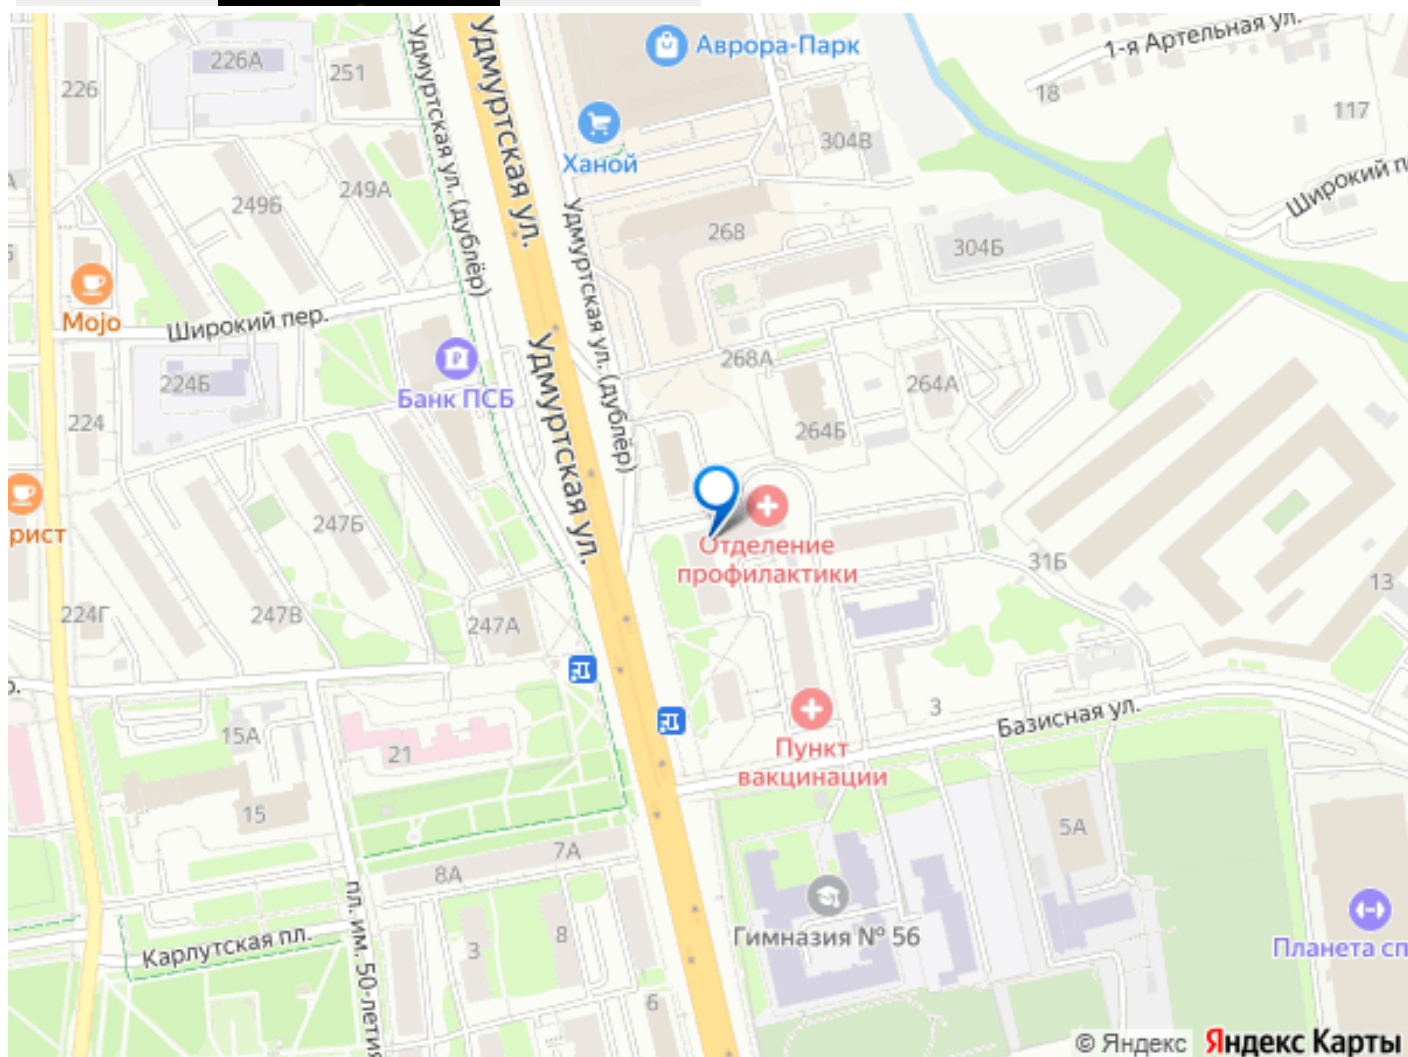 Аврора-Парк
1-я Артельная ул.
226А
251
226
18
117
Удмуртская ул. (дублёр)
Удмуртская ул.
304В
Ханой
249Б
249А
Широкий п
Удмуртская ул. (дублёр)
268
304Б
Mojo
Широкий пер.
Удмуртская ул.
268А
224Б
Банк ПСБ
264А
224
264Б
247Б
рист
Отделение
профилактики
31Б
13
224Г
247В
247А
3
Базисная ул.
15А
21
Пункт
вакцинации
15
5А
7А
8А
пл. им. 50-летия
Гимназия № 56
Карлутская пл.
3
8
Планета сп
6
© Яндекс
Яндекс Карты